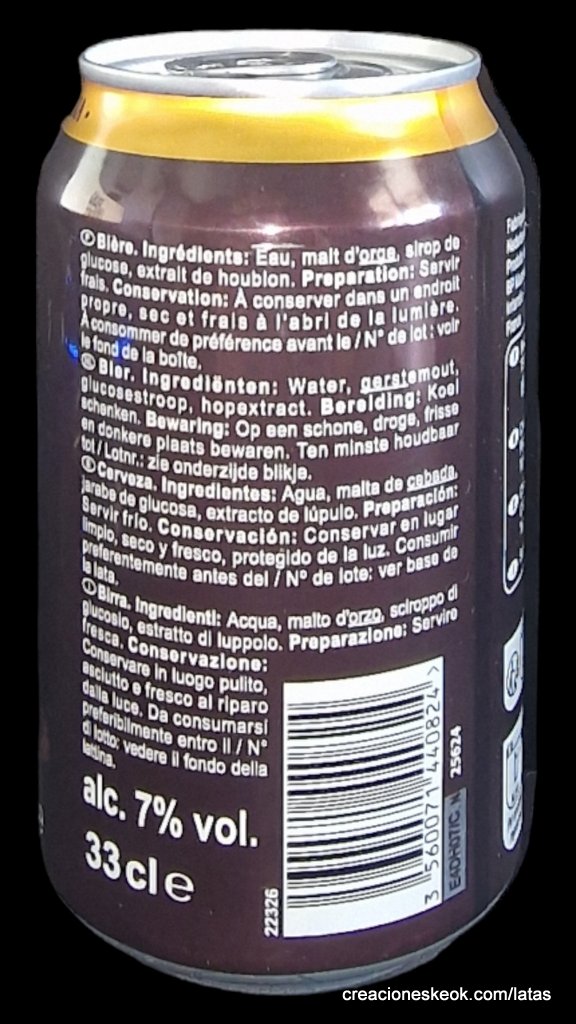 Ⓕ Bière. Ingrédients: Eau, malt d'orge, sirop de
glucose, extrait de houblon. Preparation: Servir
frais. Conservation: À conserver dans un endroit
propre, sec et frais à l'abri de la lumière.
À consommer de préférence avant le / N° de lot : voir
le fond de la boîte.
Bier. Ingrediënten: Water, gerstemout,
glucosestroop, hopextract. Bereiding: Koel
schenken. Bewaring: Op een schone, droge, frisse
en donkere plaats bewaren. Ten minste houdbaar
tot / Lotnr.: zie onderzijde blikje.
Ⓔ Cerveza. Ingredientes: Agua, malta de cebada,
jarabe de glucosa, extracto de lúpulo. Preparación:
Servir frío. Conservación: Conservar en lugar
limpio, seco y fresco, protegido de la luz. Consumir
preferentemente antes del / Nº de lote: ver base de
la lata.
Ⓘ Birra. Ingredienti: Acqua, malto d'orzo, sciroppo di
glucosio, estratto di luppolo. Preparazione: Servire
fresca. Conservazione:
Conservare in luogo pulito,
asciutto e fresco al riparo
dalla luce. Da consumarsi
preferibilmente entro il / N°
di lotto: vedere il fondo della
lattina.
alc. 7% vol.
33 cl e
22326
3 560071 440824 >
E4DH07/C. N
25624
creacioneskeok.com/latas